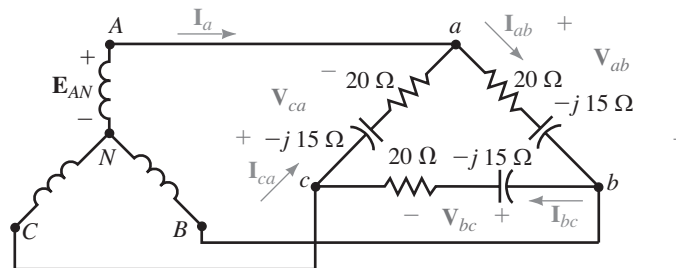 A I_a a I_ab +
+ − 20 Ω 20 Ω V_ab
E_AN V_ca −j 15 Ω −
− + −j 15 Ω
N 20 Ω −j 15 Ω
I_ca c b
C B − V_bc + I_bc